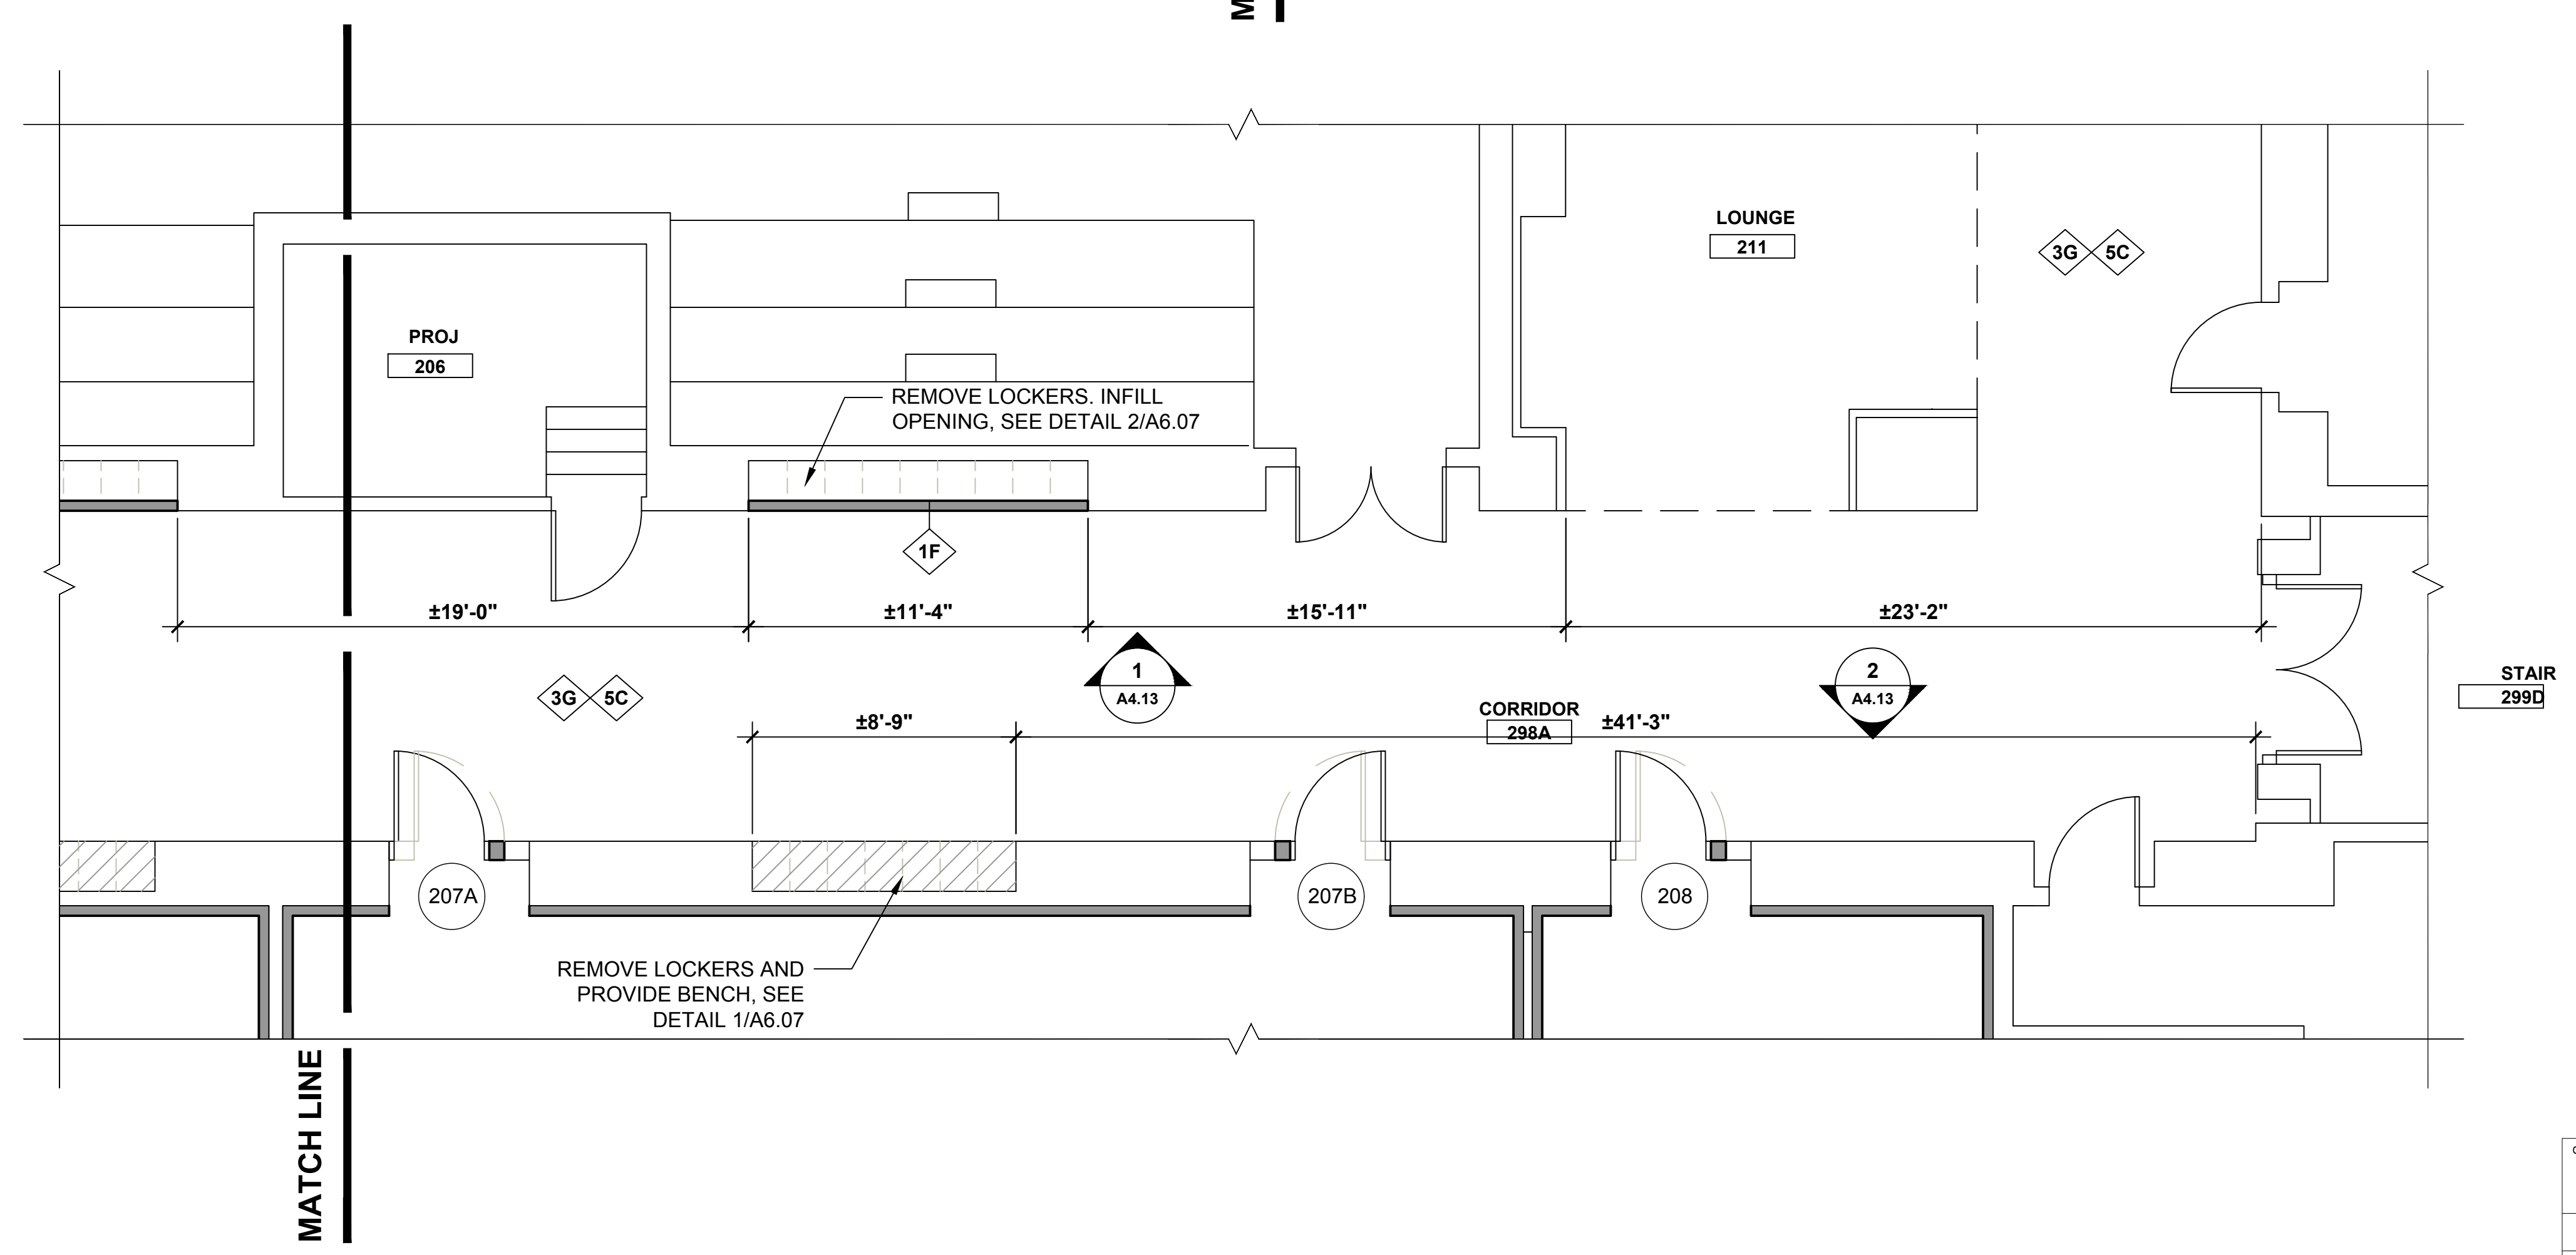 LOUNGE
211
3G 5C
PROJ
206
REMOVE LOCKERS. INFILL
OPENING, SEE DETAIL 2/A6.07
1F
±19'-0"
±11'-4"
±15'-11"
±23'-2"
1
A4.13
2
A4.13
3G 5C
STAIR
299D
CORRIDOR
298A
±8'-9"
±41'-3"
207A
207B
208
REMOVE LOCKERS AND
PROVIDE BENCH, SEE
DETAIL 1/A6.07
MATCH LINE